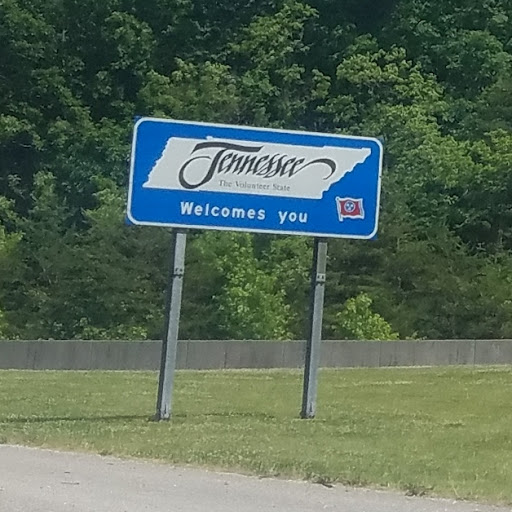 Tennessee
The Volunteer State
Welcomes you